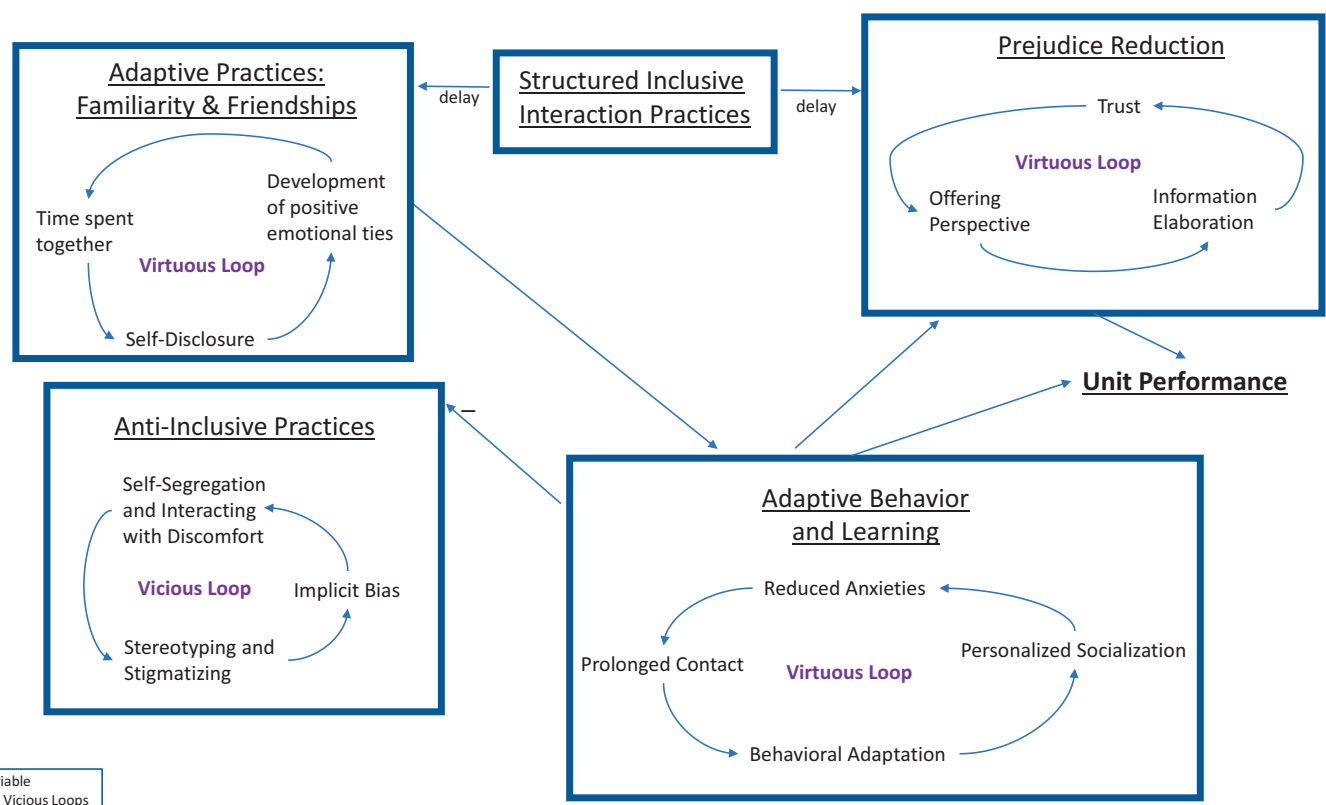 Adaptive Practices:
Familiarity & Friendships
Time spent
together
Development
of positive
emotional ties
Virtuous Loop
Self-Disclosure
delay
Structured Inclusive
Interaction Practices
delay
Prejudice Reduction
Trust
Virtuous Loop
Offering
Perspective
Information
Elaboration
Unit Performance
Anti-Inclusive Practices
Self-Segregation
and Interacting
with Discomfort
Vicious Loop
Implicit Bias
Stereotyping and
Stigmatizing
–
Adaptive Behavior
and Learning
Reduced Anxieties
Prolonged Contact
Personalized Socialization
Virtuous Loop
Behavioral Adaptation
Vicious Loops